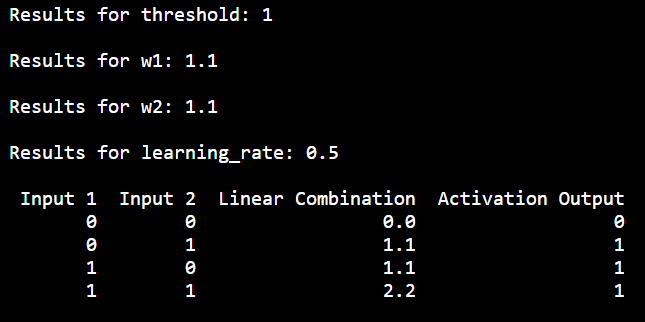 Results for threshold: 1
Results for w1: 1.1
Results for w2: 1.1
Results for learning_rate: 0.5
Input 1  Input 2  Linear Combination  Activation Output
0        0                 0.0                  0
0        1                 1.1                  1
1        0                 1.1                  1
1        1                 2.2                  1